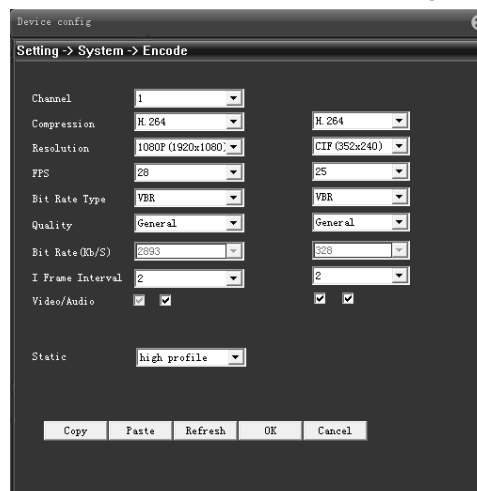 Device config
Setting -> System -> Encode
Channel 1
Compression H.264 H.264
Resolution 1080P (1920x1080) CIF (352x240)
FPS 28 25
Bit Rate Type VBR VBR
Quality General General
Bit Rate(Kb/S) 2893 328
I Frame Interval 2 2
Video/Audio
Static high profile
Copy Paste Refresh OK Cancel